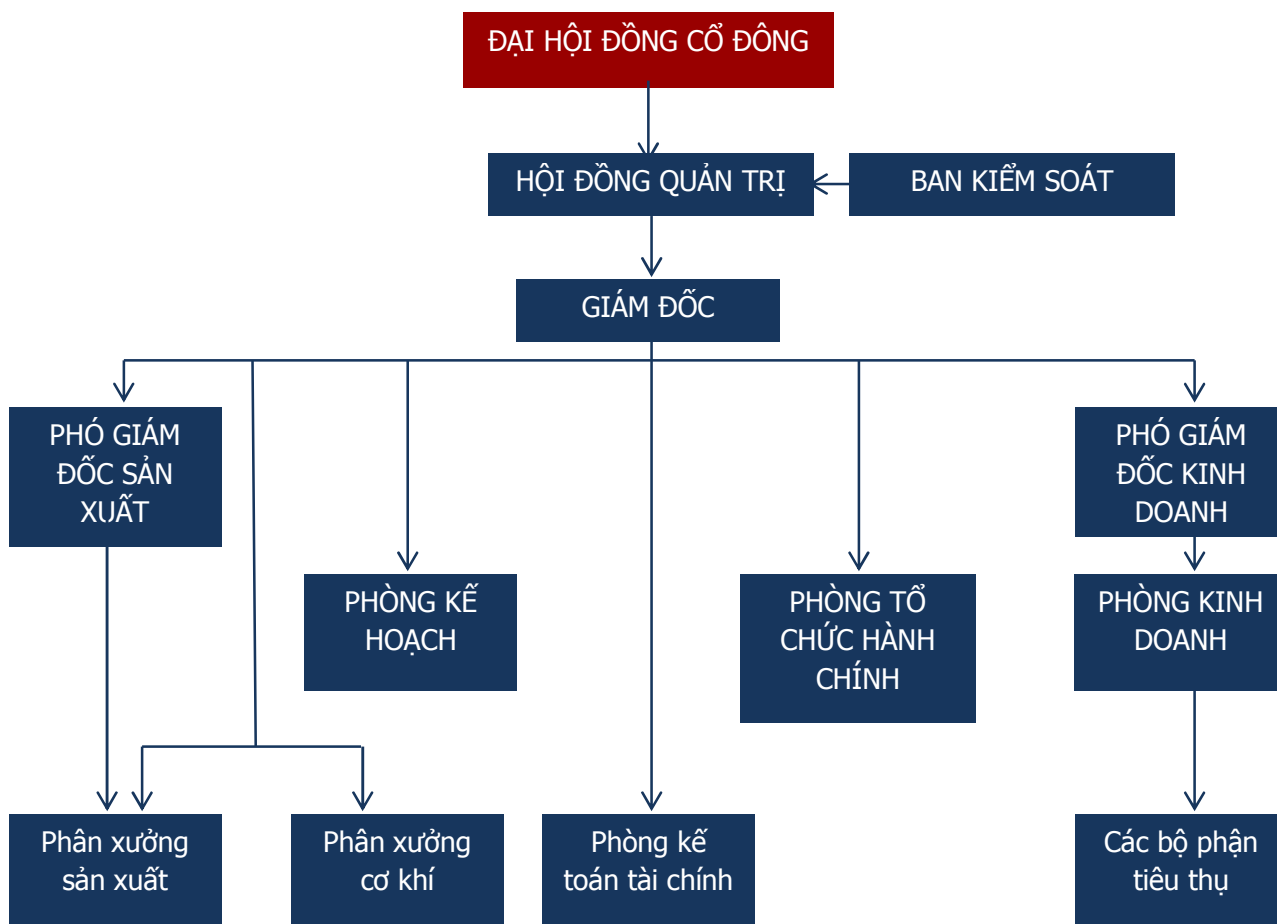 ĐẠI HỘI ĐỒNG CỔ ĐÔNG
HỘI ĐỒNG QUẢN TRỊ
BAN KIỂM SOÁT
GIÁM ĐỐC
PHÓ GIÁM
ĐỐC SẢN
XUẤT
PHÓ GIÁM
ĐỐC KINH
DOANH
PHÒNG KẾ
HOẠCH
PHÒNG TỔ
CHỨC HÀNH
CHÍNH
PHÒNG KINH
DOANH
Phân xưởng
sản xuất
Phân xưởng
cơ khí
Phòng kế
toán tài chính
Các bộ phận
tiêu thụ